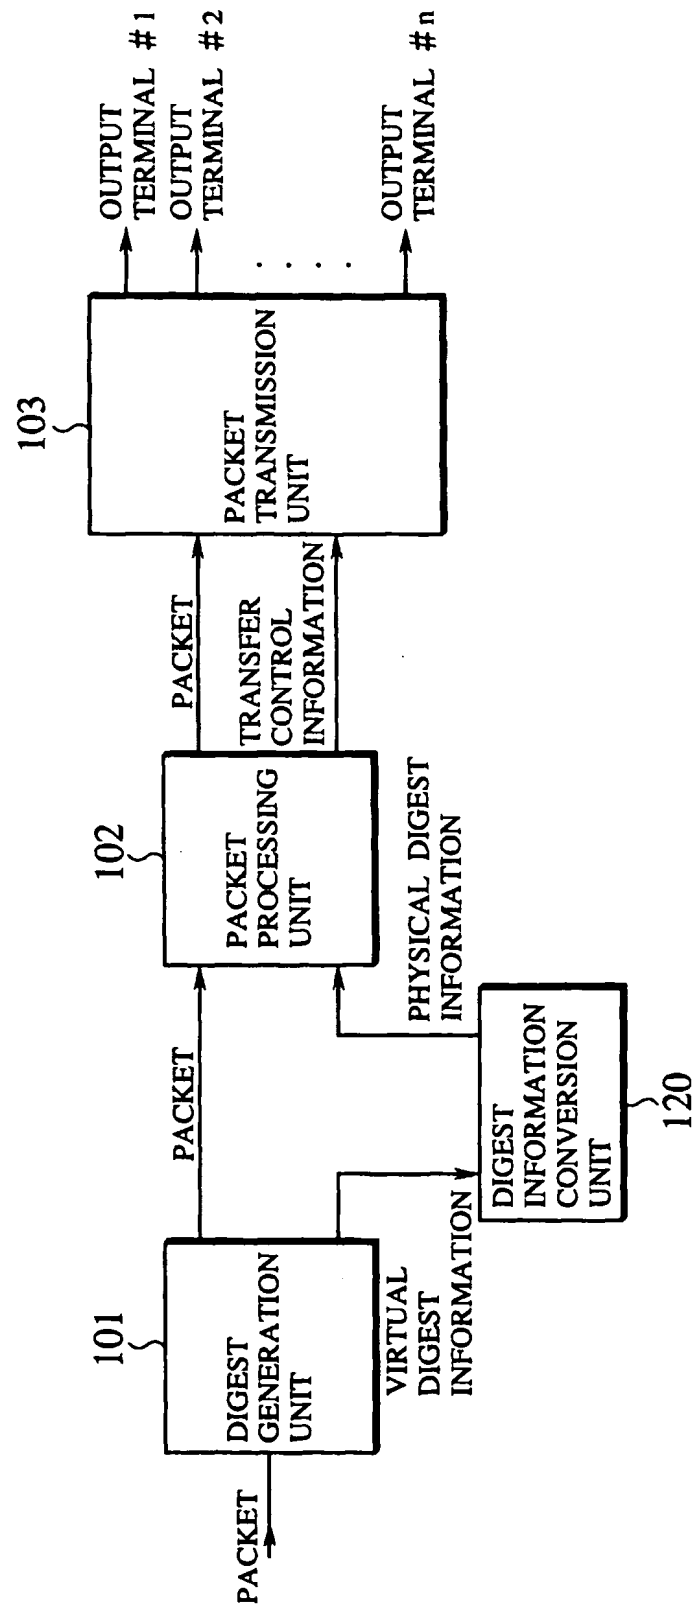 PACKET
101
DIGEST
GENERATION
UNIT
PACKET
VIRTUAL
DIGEST
INFORMATION
DIGEST
INFORMATION
CONVERSION
UNIT
120
PHYSICAL DIGEST
INFORMATION
102
PACKET
PROCESSING
UNIT
PACKET
TRANSFER
CONTROL
INFORMATION
103
PACKET
TRANSMISSION
UNIT
OUTPUT
TERMINAL #1
OUTPUT
TERMINAL #2
. . . .
OUTPUT
TERMINAL #n